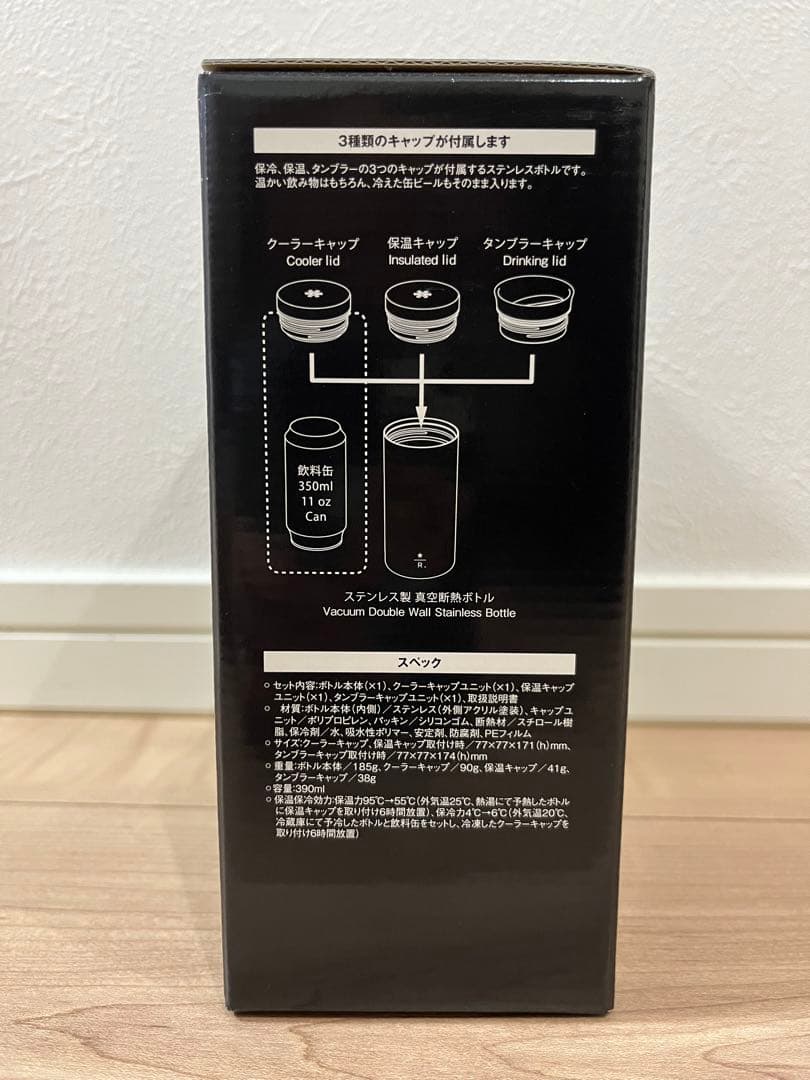 3種類のキャップが付属します
保冷、保温、タンブラーの3つのキャップが付属するステンレスボトルです。
温かい飲み物はもちろん、冷えた缶ビールもそのまま入ります。
クーラーキャップ
Cooler lid
保温キャップ
Insulated lid
タンブラーキャップ
Drinking lid
飲料缶
350ml
11 oz
Can
R.
ステンレス製 真空断熱ボトル
Vacuum Double Wall Stainless Bottle
スペック
○ セット内容:ボトル本体(×1)、クーラーキャップユニット(×1)、保温キャップ
ユニット(×1)、タンブラーキャップユニット(×1)、取扱説明書
○ 材質:ボトル本体(内側)/ステンレス(外側アクリル塗装)、キャップユ
ニット/ポリプロピレン、パッキン/シリコンゴム、断熱材/スチロール樹
脂、保冷剤/水、吸水性ポリマー、安定剤、防腐剤、PEフィルム
○ サイズ:クーラーキャップ、保温キャップ取付け時/77×77×171(h)mm、
タンブラーキャップ取付け時/77×77×174(h)mm
○ 重量:ボトル本体/185g、クーラーキャップ/90g、保温キャップ/41g、
タンブラーキャップ/38g
○ 容量:390ml
○ 保温保冷効力:保温力95℃→55℃(外気温25℃、熱湯にて予熱したボトル
に保温キャップを取り付け6時間放置)、保冷力4℃→6℃(外気温20℃、
冷蔵庫にて予冷したボトルと飲料缶をセットし、冷凍したクーラーキャップを
取り付け6時間放置)